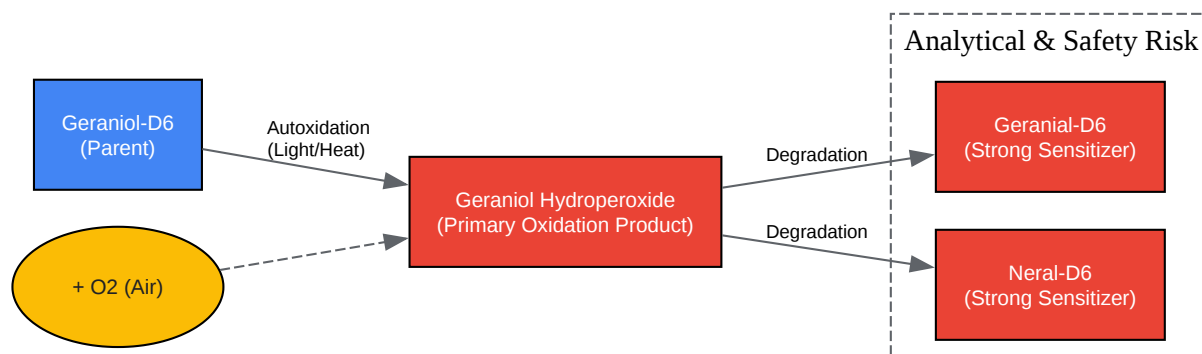 Analytical & Safety Risk
Geraniol-D6
(Parent)
Autoxidation
(Light/Heat)
+ O2 (Air)
Geraniol Hydroperoxide
(Primary Oxidation Product)
Degradation
Geranial-D6
(Strong Sensitizer)
Degradation
Neral-D6
(Strong Sensitizer)